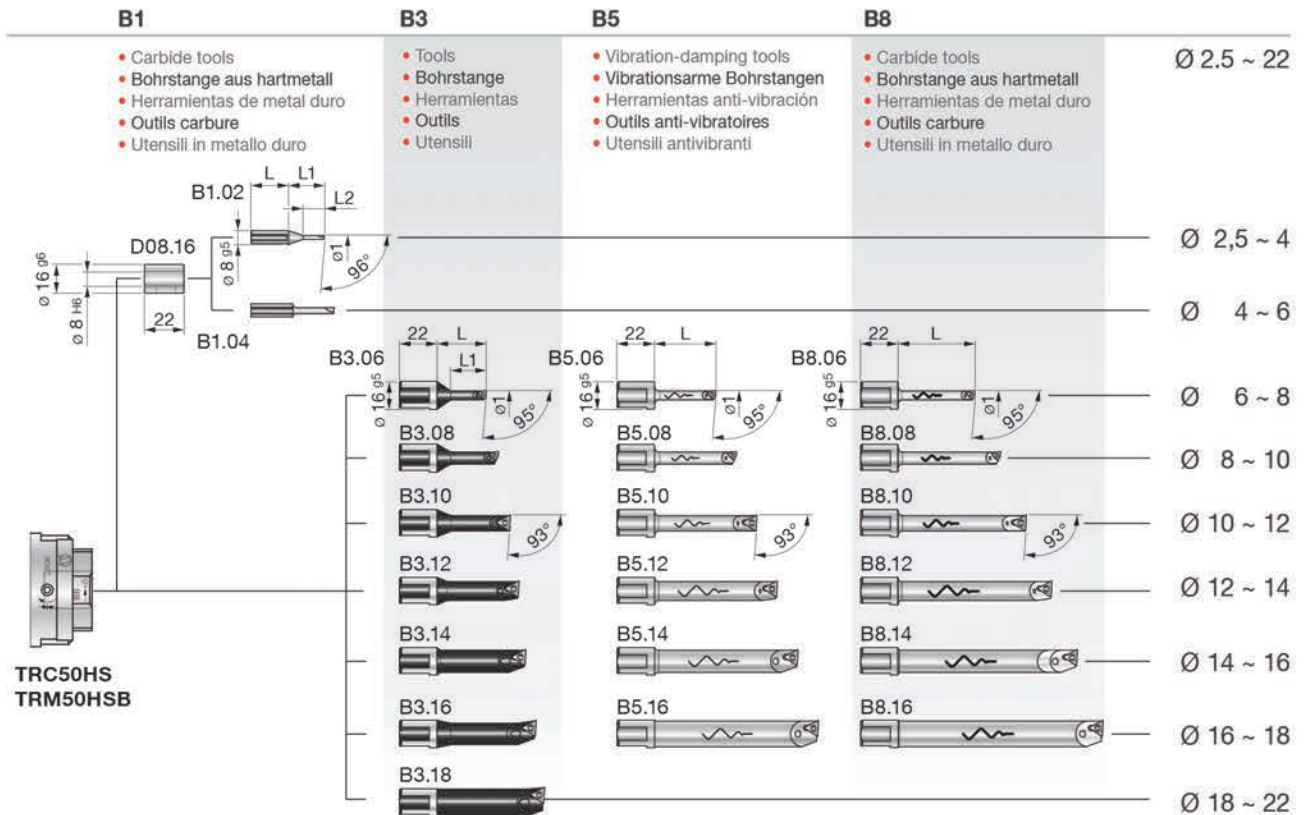 B1 B3 B5 B8
• Carbide tools
• Bohrstange aus hartmetall
• Herramientas de metal duro
• Outils carbure
• Utensili in metallo duro
• Tools
• Bohrstange
• Herramientas
• Outils
• Utensili
• Vibration-damping tools
• Vibrationsarme Bohrstangen
• Herramientas anti-vibración
• Outils anti-vibratoires
• Utensili antivibranti
• Carbide tools
• Bohrstange aus hartmetall
• Herramientas de metal duro
• Outils carbure
• Utensili in metallo duro
Ø 2.5 ~ 22
B1.02 L L1
L2
D08.16
Ø 16 g6
Ø 8 H6
22
Ø 8 g5
Ø1
96°
Ø 2,5 ~ 4
B1.04
Ø 4 ~ 6
B3.06 22 L
L1
Ø 16 g5
Ø1
95°
B5.06 22 L
Ø 16 g5
Ø1
95°
B8.06 22 L
Ø 16 g5
Ø1
95°
Ø 6 ~ 8
B3.08 B5.08 B8.08
Ø 8 ~ 10
B3.10 B5.10 B8.10
93° 93° 93°
Ø 10 ~ 12
B3.12 B5.12 B8.12
Ø 12 ~ 14
B3.14 B5.14 B8.14
Ø 14 ~ 16
TRC50HS
TRM50HSB
B3.16 B5.16 B8.16
Ø 16 ~ 18
B3.18
Ø 18 ~ 22